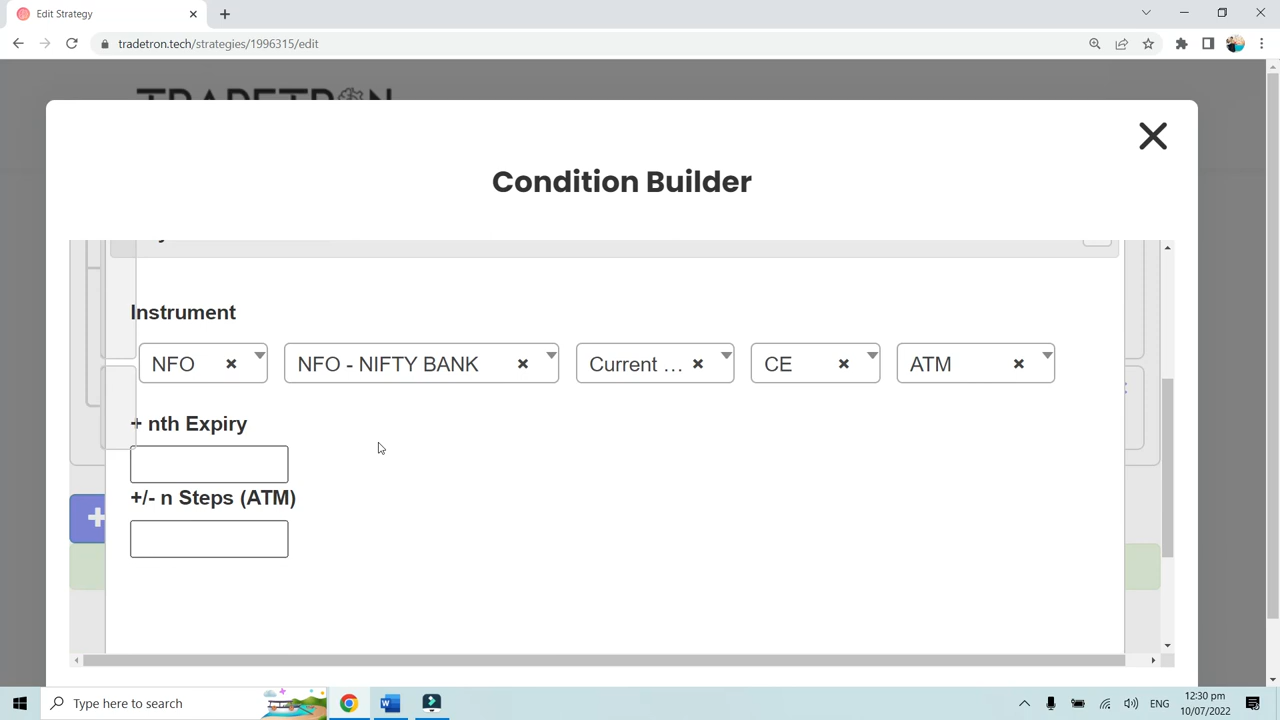 Edit Strategy
tradetron.tech/strategies/1996315/edit
TRADETRON
Condition Builder
Instrument
NFO NFO - NIFTY BANK Current ... CE ATM
+ nth Expiry
+/- n Steps (ATM)
Type here to search
ENG
12:30 pm
10/07/2022